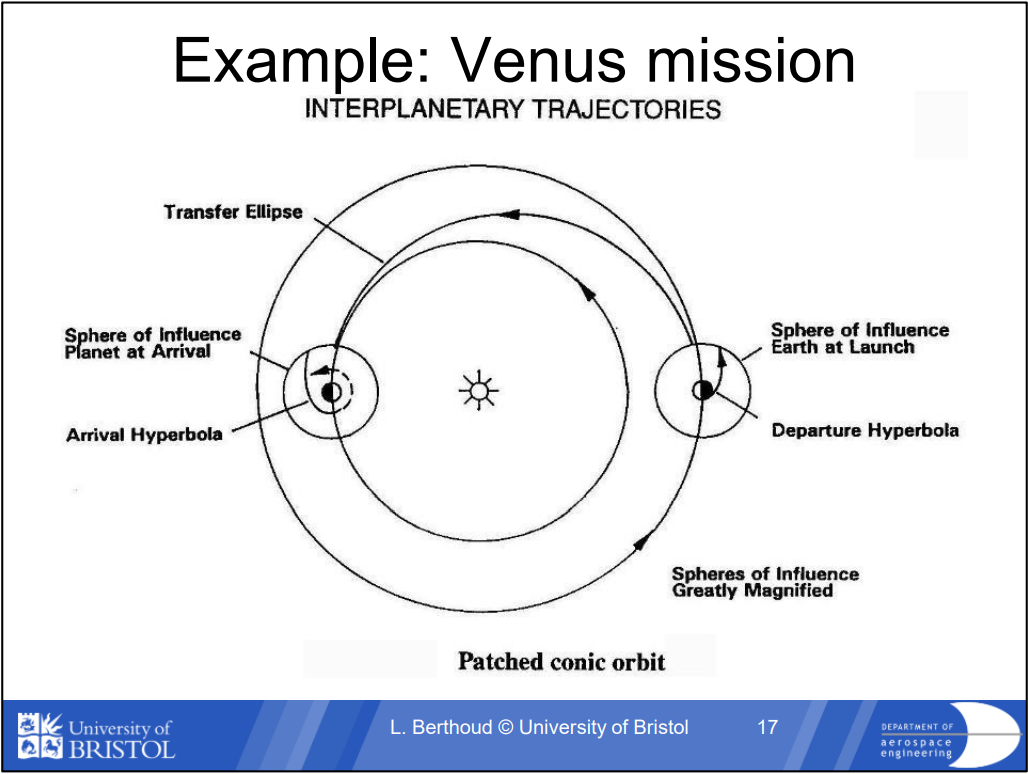 Example: Venus mission
INTERPLANETARY TRAJECTORIES
Transfer Ellipse
Sphere of Influence
Planet at Arrival
Arrival Hyperbola
Sphere of Influence
Earth at Launch
Departure Hyperbola
Spheres of Influence
Greatly Magnified
Patched conic orbit
University of
BRISTOL
L. Berthoud © University of Bristol
17
DEPARTMENT OF
aerospace
engineering